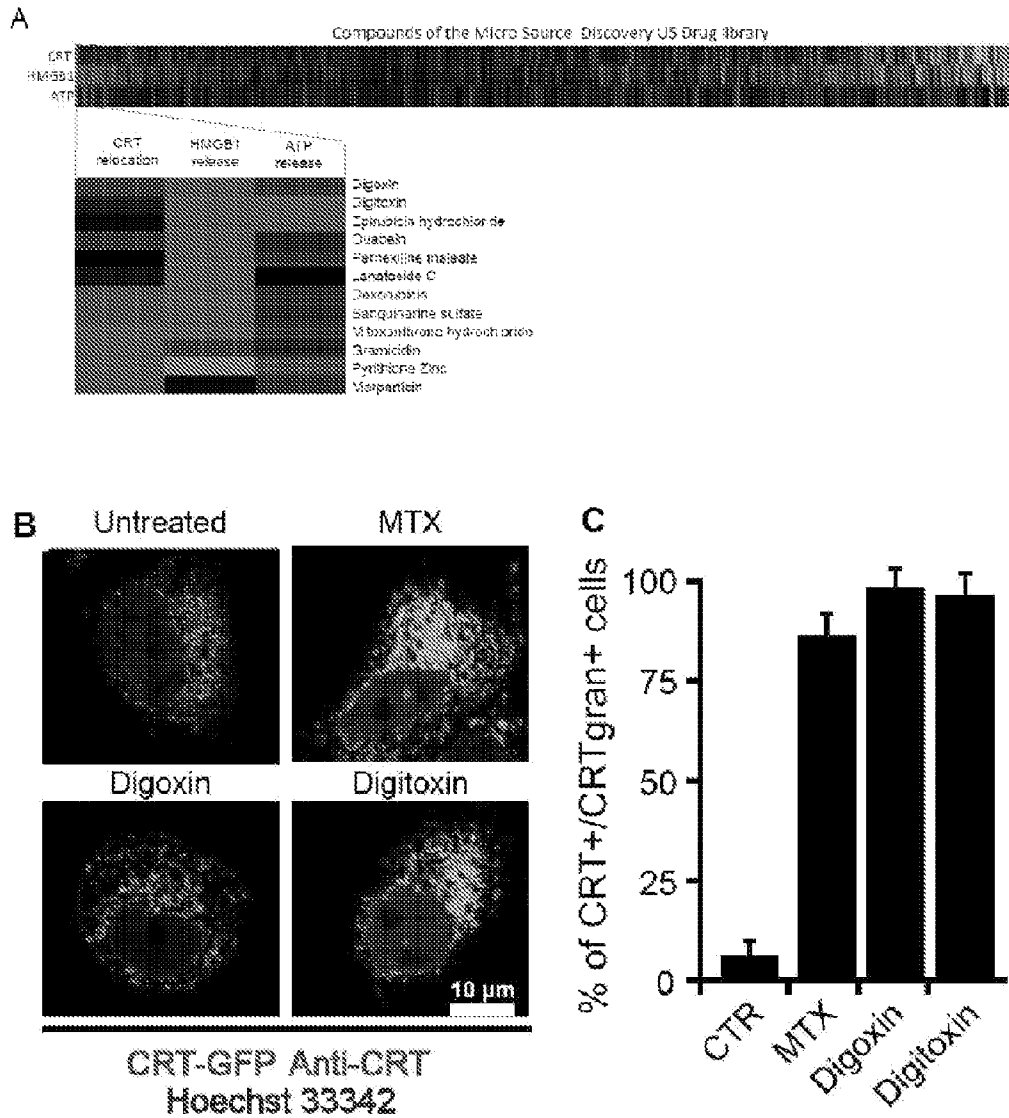 A
Compounds of the Micro Source Discovery US Drug library
CRT
HMGB1
ATP
CRT relocation
HMGB1 release
ATP release
Digoxin
Digitoxin
Epirubicin hydrochloride
Ouabain
Perhexiline maleate
Lanatoside C
Doxorubicin
Sanguinarine sulfate
Mitoxanthrone hydrochloride
Gramicidin
Pyrithione Zinc
B
Untreated
MTX
Digoxin
Digitoxin
10 µm
CRT-GFP Anti-CRT
Hoechst 33342
C
% of CRT+/CRTgran+ cells
100
75
50
25
0
CTR
MTX
Digoxin
Digitoxin